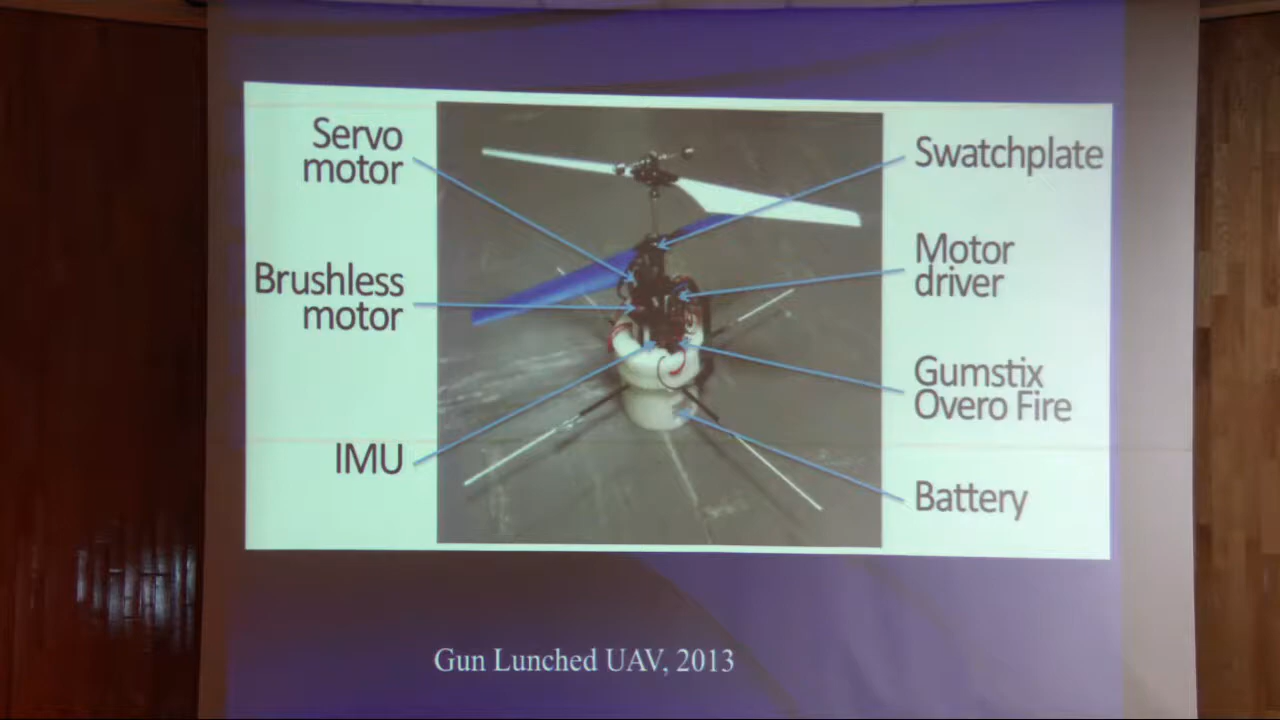 Servo
motor
Brushless
motor
IMU
Swatchplate
Motor
driver
Gumstix
Overo Fire
Battery
Gun Lunched UAV, 2013